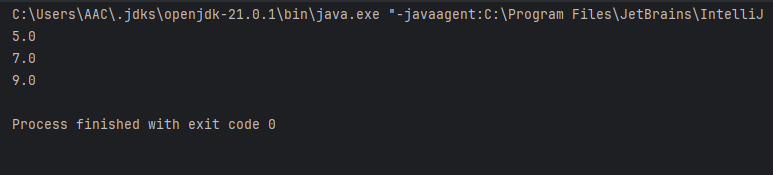 C:\Users\AAC\.jdks\openjdk-21.0.1\bin\java.exe "-javaagent:C:\Program Files\JetBrains\IntelliJ
5.0
7.0
9.0
Process finished with exit code 0